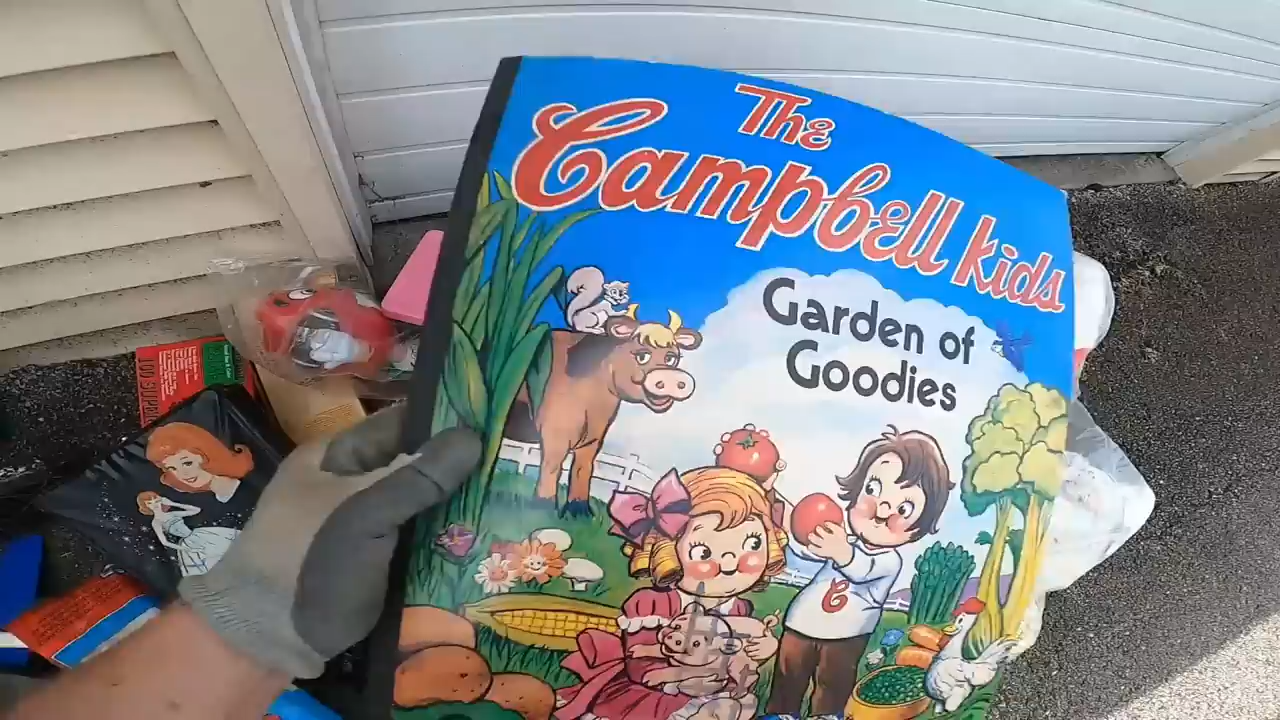 The
Campbell kids
Garden of
Goodies
C